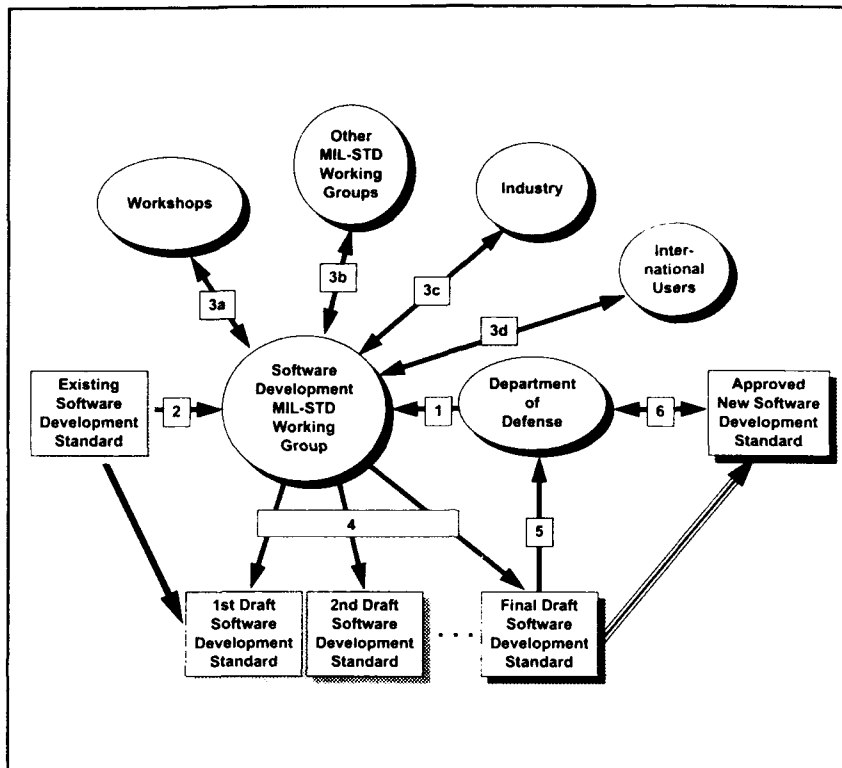 Other
MIL-STD
Working
Groups
Workshops
Industry
Inter-
national
Users
3a
3b
3c
3d
Existing
Software
Development
Standard
2
Software
Development
MIL-STD
Working
Group
1
Department
of
Defense
6
Approved
New Software
Development
Standard
4
5
1st Draft
Software
Development
Standard
2nd Draft
Software
Development
Standard
. . . .
Final Draft
Software
Development
Standard